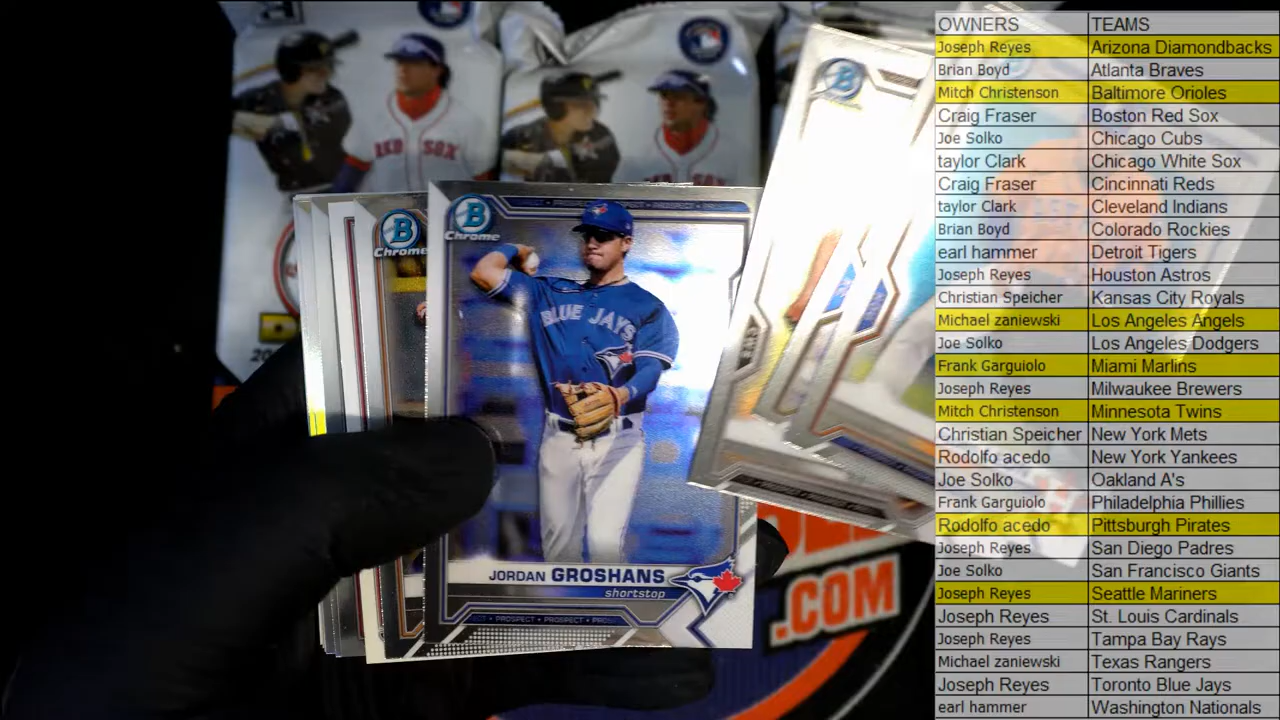 OWNERS TEAMS
Joseph Reyes Arizona Diamondbacks
Brian Boyd Atlanta Braves
Mitch Christenson Baltimore Orioles
Craig Fraser Boston Red Sox
Joe Solko Chicago Cubs
taylor Clark Chicago White Sox
Craig Fraser Cincinnati Reds
taylor Clark Cleveland Indians
Brian Boyd Colorado Rockies
earl hammer Detroit Tigers
Joseph Reyes Houston Astros
Christian Speicher Kansas City Royals
Michael zaniewski Los Angeles Angels
Joe Solko Los Angeles Dodgers
Frank Garguiolo Miami Marlins
Joseph Reyes Milwaukee Brewers
Mitch Christenson Minnesota Twins
Christian Speicher New York Mets
Rodolfo acedo New York Yankees
Joe Solko Oakland A's
Frank Garguiolo Philadelphia Phillies
Rodolfo acedo Pittsburgh Pirates
Joseph Reyes San Diego Padres
Joe Solko San Francisco Giants
Joseph Reyes Seattle Mariners
Joseph Reyes St. Louis Cardinals
Joseph Reyes Tampa Bay Rays
Michael zaniewski Texas Rangers
Joseph Reyes Toronto Blue Jays
earl hammer Washington Nationals
RED SOX
RED SOX
B
Chrome
B
Chrome
B
PROSPECT • PROSPECT • PROSPECT
BLUE JAYS
JORDAN GROSHANS
shortstop
PROSPECT • PROSPECT
.COM